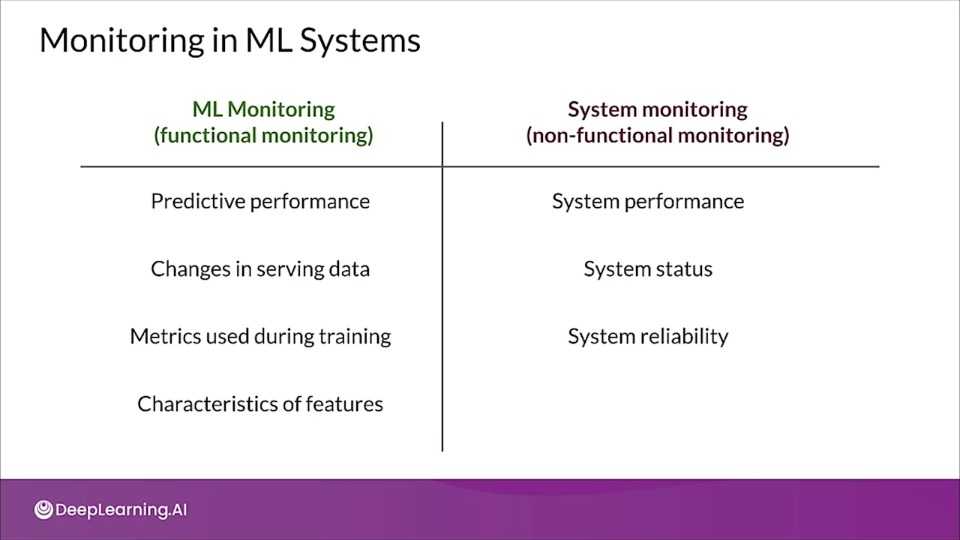 Monitoring in ML Systems
ML Monitoring
(functional monitoring)
System monitoring
(non-functional monitoring)
Predictive performance
System performance
Changes in serving data
System status
Metrics used during training
System reliability
Characteristics of features
DeepLearning.AI